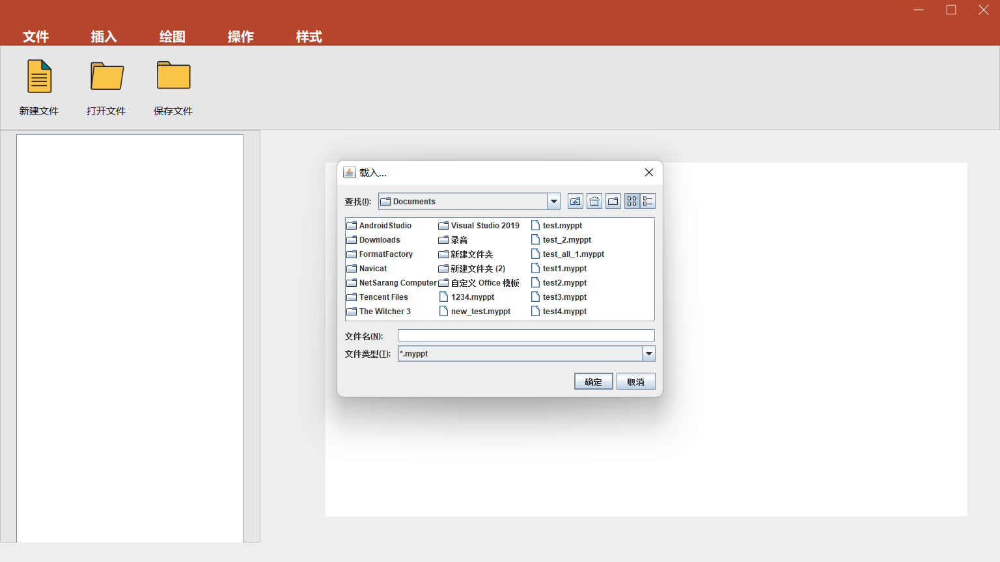 文件 插入 绘图 操作 样式
新建文件 打开文件 保存文件
载入...
查找(I): Documents
AndroidStudio Visual Studio 2019 test.myppt
Downloads 录音 test_2.myppt
FormatFactory 新建文件夹 test_all_1.myppt
Navicat 新建文件夹 (2) test1.myppt
NetSarang Computer 自定义 Office 模板 test2.myppt
Tencent Files 1234.myppt test3.myppt
The Witcher 3 new_test.myppt test4.myppt
文件名(N):
文件类型(T): *.myppt
确定 取消